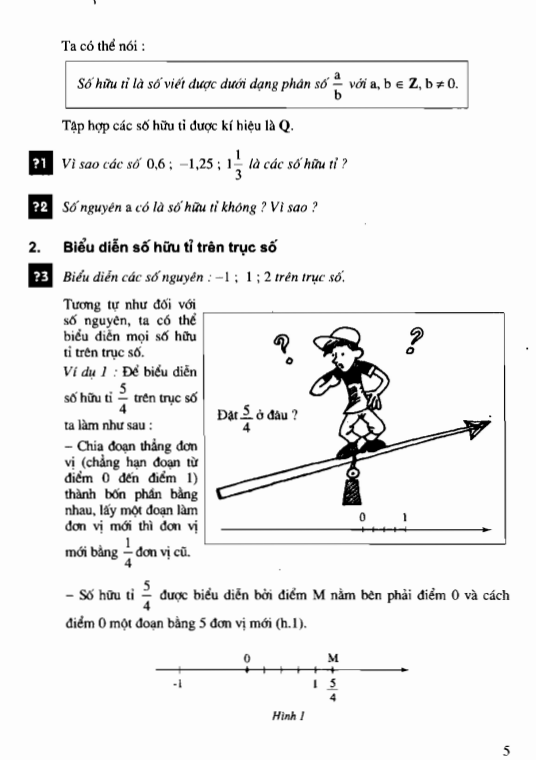 Ta có thể nói :
Số hữu tỉ là số viết được dưới dạng phân số a/b với a, b ∈ Z, b ≠ 0.
Tập hợp các số hữu tỉ được kí hiệu là Q.
?1 Vì sao các số 0,6 ; −1,25 ; 1 1/3 là các số hữu tỉ ?
?2 Số nguyên a có là số hữu tỉ không ? Vì sao ?
2. Biểu diễn số hữu tỉ trên trục số
?3 Biểu diễn các số nguyên : −1 ; 1 ; 2 trên trục số.
Tương tự như đối với
số nguyên, ta có thể
biểu diễn mọi số hữu
tỉ trên trục số.
Ví dụ 1 : Để biểu diễn
số hữu tỉ 5/4 trên trục số
ta làm như sau :
– Chia đoạn thẳng đơn
vị (chẳng hạn đoạn từ
điểm 0 đến điểm 1)
thành bốn phần bằng
nhau, lấy một đoạn làm
đơn vị mới thì đơn vị
mới bằng 1/4 đơn vị cũ.
? ?
Đặt 5/4 ở đâu ?
0 1
– Số hữu tỉ 5/4 được biểu diễn bởi điểm M nằm bên phải điểm 0 và cách
điểm 0 một đoạn bằng 5 đơn vị mới (h.1).
0 M
-1 1 5/4
Hình 1
5